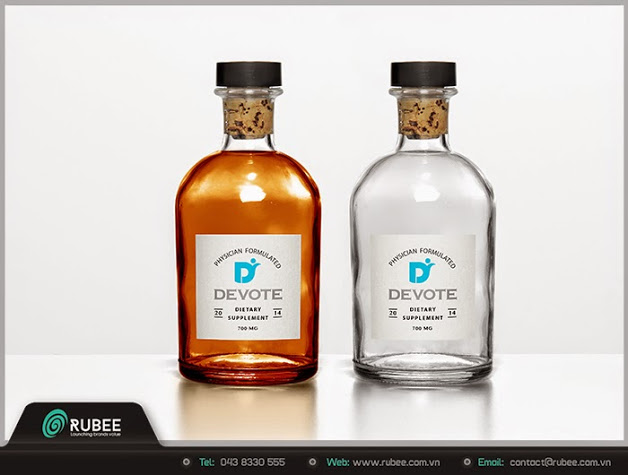 PHYSICIAN FORMULATED
D
DEVOTE
20 DIETARY 14
SUPPLEMENT
700 MG
PHYSICIAN FORMULATED
D
DEVOTE
20 DIETARY 14
SUPPLEMENT
700 MG
RUBEE
Launching brands value
Tel: 043 8330 555 Web: www.rubee.com.vn Email: contact@rubee.com.vn